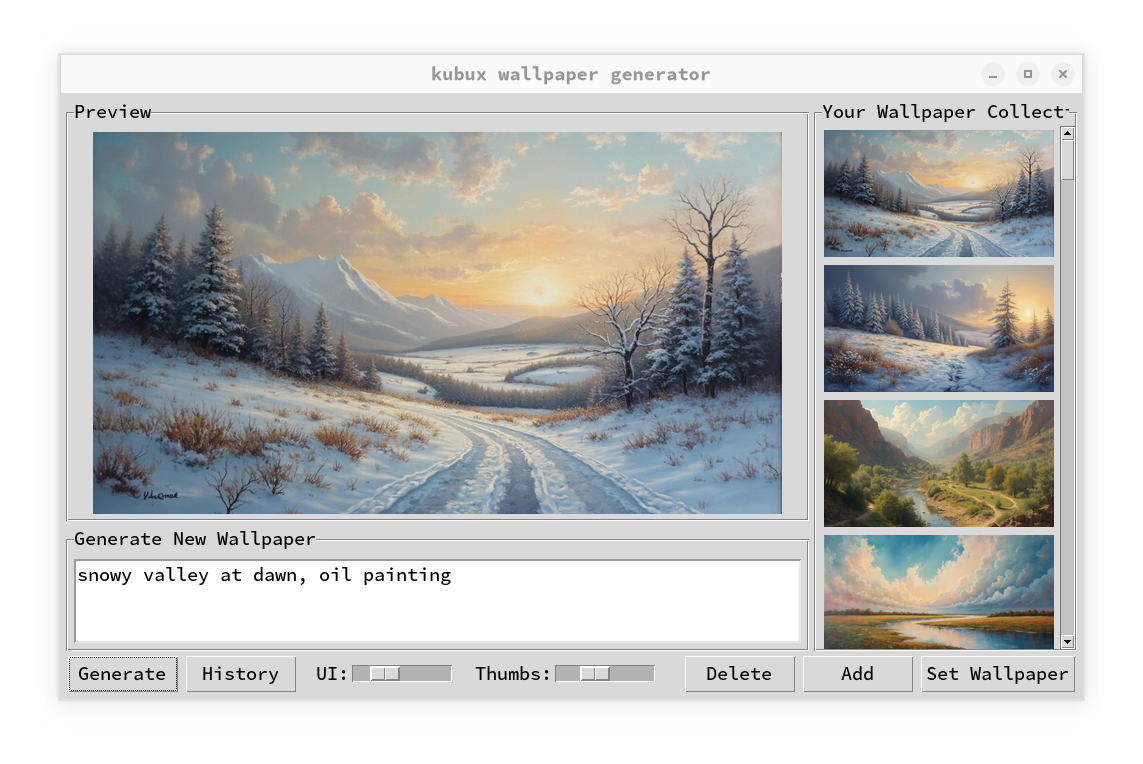 kubux wallpaper generator
Preview
Your Wallpaper Collect
Generate New Wallpaper
snowy valley at dawn, oil painting
Generate
History
UI:
Thumbs:
Delete
Add
Set Wallpaper